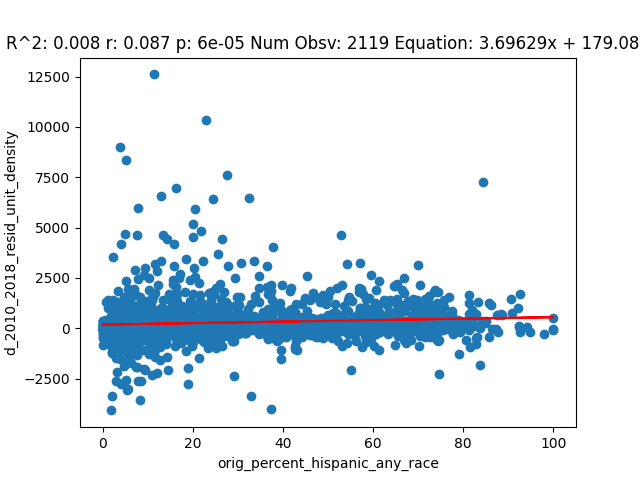 R^2: 0.008 r: 0.087 p: 6e-05 Num Obsv: 2119 Equation: 3.69629x + 179.08
12500
10000
7500
5000
2500
0
−2500
d_2010_2018_resid_unit_density
0 20 40 60 80 100
orig_percent_hispanic_any_race